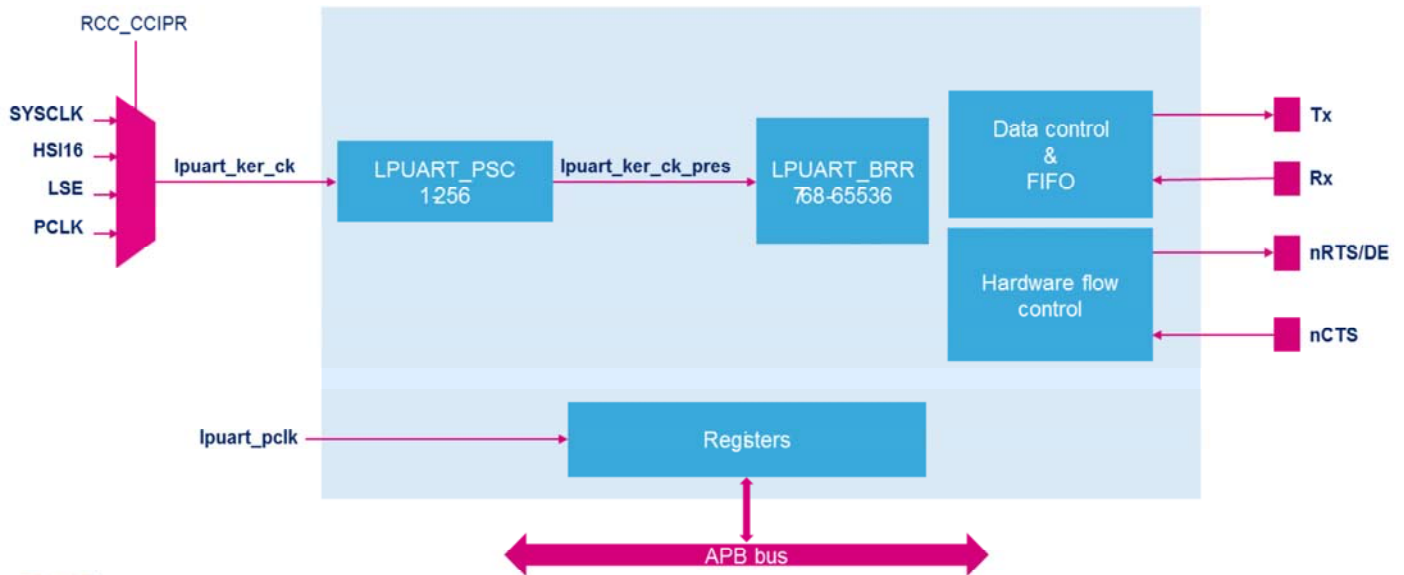 RCC_CCIPR
SYSCLK
HSI16
LSE
PCLK
lpuart_ker_ck
LPUART_PSC
1-256
lpuart_ker_ck_pres
LPUART_BRR
768-65536
Data control
&
FIFO
Hardware flow
control
Tx
Rx
nRTS/DE
nCTS
lpuart_pclk
Registers
APB bus